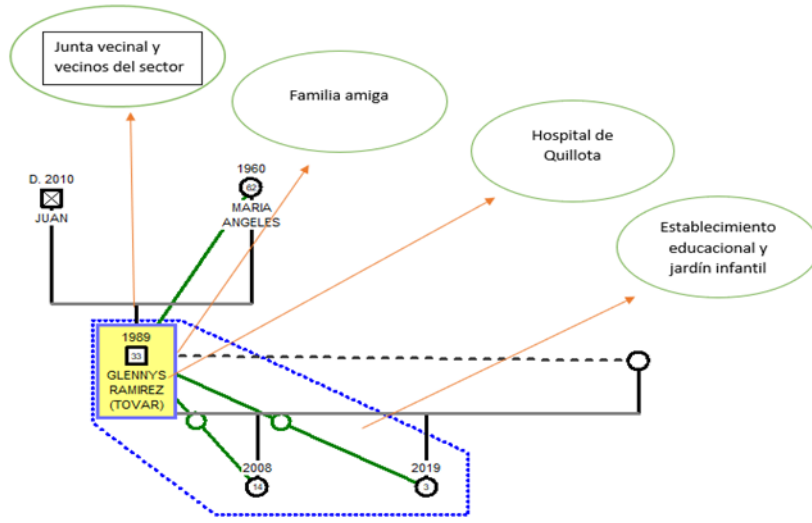 Junta vecinal y
vecinos del sector
Familia amiga
Hospital de
Quillota
Establecimiento
educacional y
jardín infantil
D. 2010
JUAN
1960
62
MARIA
ANGELES
1989
33
GLENNYS
RAMIREZ
(TOVAR)
2008
14
2019
3